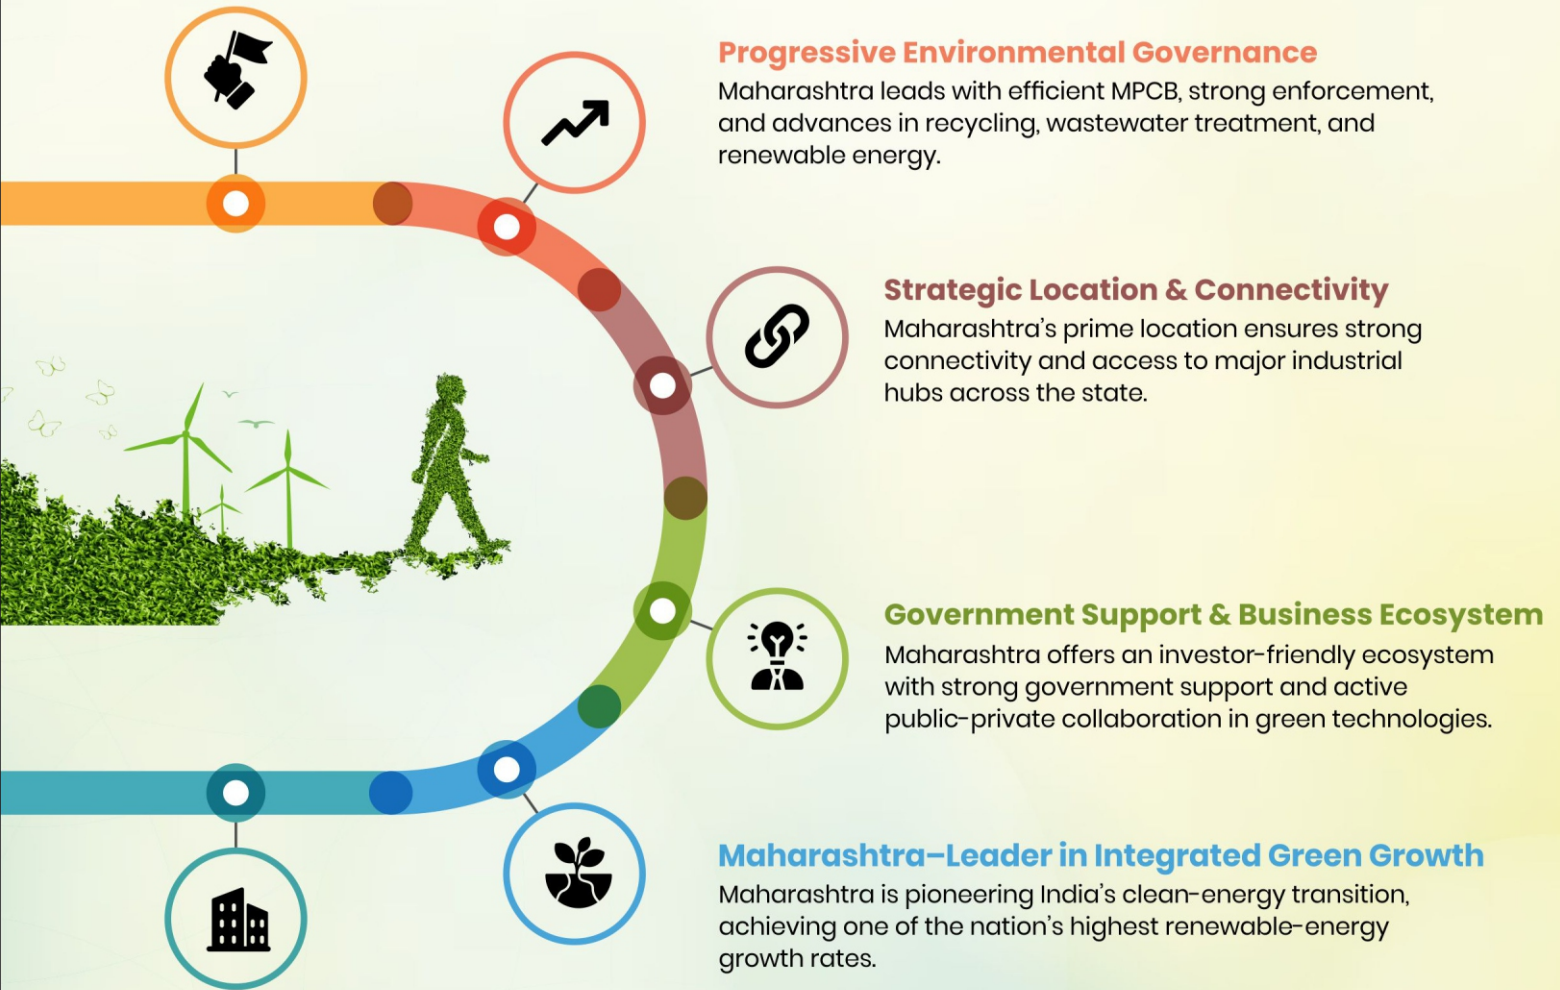 Progressive Environmental Governance
Maharashtra leads with efficient MPCB, strong enforcement,
and advances in recycling, wastewater treatment, and
renewable energy.
Strategic Location & Connectivity
Maharashtra's prime location ensures strong
connectivity and access to major industrial
hubs across the state.
Government Support & Business Ecosystem
Maharashtra offers an investor-friendly ecosystem
with strong government support and active
public-private collaboration in green technologies.
Maharashtra–Leader in Integrated Green Growth
Maharashtra is pioneering India's clean-energy transition,
achieving one of the nation's highest renewable-energy
growth rates.